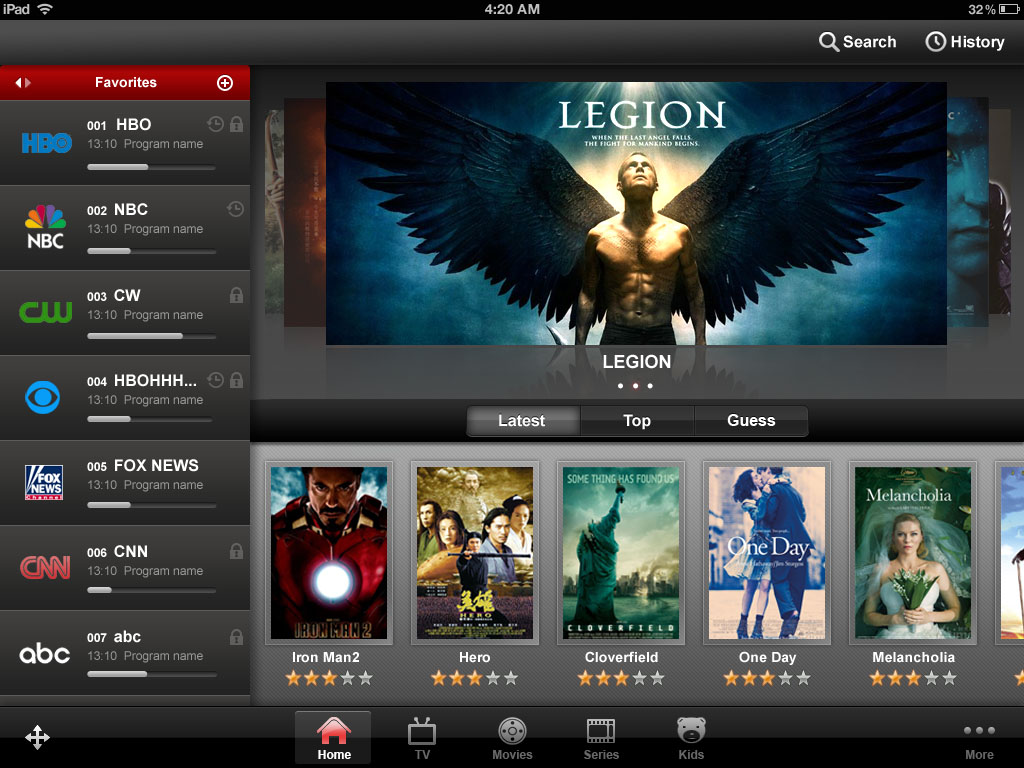 iPad
4:20 AM
32%
Search
History
Favorites
HBO
001 HBO
13:10 Program name
NBC
002 NBC
13:10 Program name
CW
003 CW
13:10 Program name
004 HBOHHH...
13:10 Program name
FOX
NEWS
Channel
005 FOX NEWS
13:10 Program name
CNN
006 CNN
13:10 Program name
abc
007 abc
13:10 Program name
LEGION
WHEN THE LAST ANGEL FALLS,
THE FIGHT FOR MANKIND BEGINS.
LEGION
Latest
Top
Guess
IRON MAN 2
Iron Man2
英雄
HERO
Hero
SOME THING HAS FOUND US
CLOVERFIELD
Cloverfield
One Day
One Day
Melancholia
Melancholia
Home
TV
Movies
Series
Kids
More